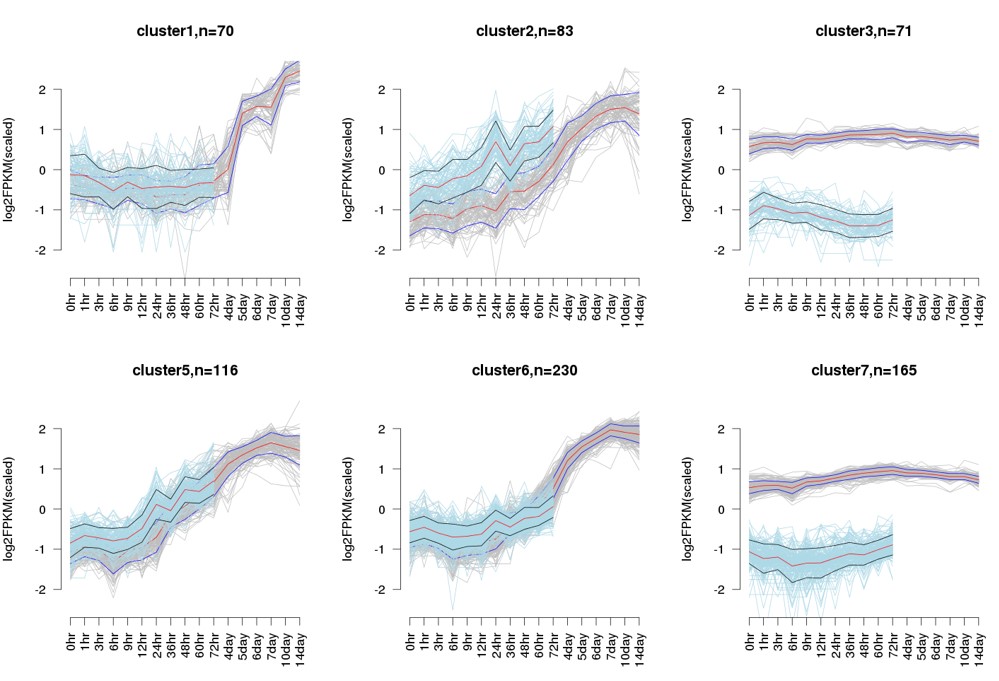 cluster1,n=70
cluster2,n=83
cluster3,n=71
log2FPKM(scaled)
2
1
0
-1
-2
0hr
1hr
3hr
6hr
9hr
12hr
24hr
36hr
48hr
60hr
72hr
4day
5day
6day
7day
10day
14day
log2FPKM(scaled)
2
1
0
-1
-2
0hr
1hr
3hr
6hr
9hr
12hr
24hr
36hr
48hr
60hr
72hr
4day
5day
6day
7day
10day
14day
log2FPKM(scaled)
2
1
0
-1
-2
0hr
1hr
3hr
6hr
9hr
12hr
24hr
36hr
48hr
60hr
72hr
4day
5day
6day
7day
10day
14day
cluster5,n=116
cluster6,n=230
cluster7,n=165
log2FPKM(scaled)
2
1
0
-1
-2
0hr
1hr
3hr
6hr
9hr
12hr
24hr
36hr
48hr
60hr
72hr
4day
5day
6day
7day
10day
14day
log2FPKM(scaled)
2
1
0
-1
-2
0hr
1hr
3hr
6hr
9hr
12hr
24hr
36hr
48hr
60hr
72hr
4day
5day
6day
7day
10day
14day
log2FPKM(scaled)
2
1
0
-1
-2
0hr
1hr
3hr
6hr
9hr
12hr
24hr
36hr
48hr
60hr
72hr
4day
5day
6day
7day
10day
14day